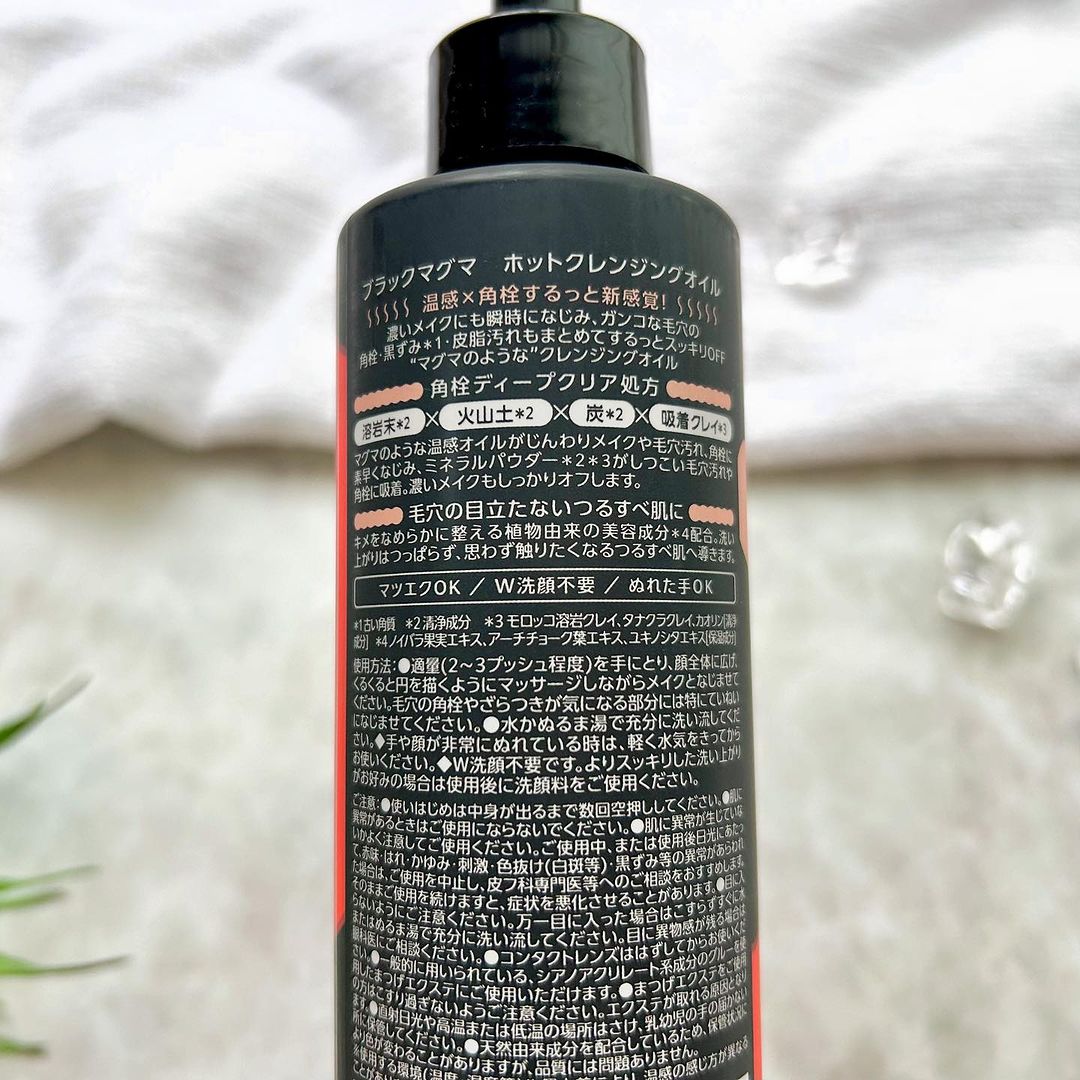 ブラックマグマ ホットクレンジングオイル
温感×角栓するっと新感覚!
濃いメイクにも瞬時になじみ、ガンコな毛穴の
角栓・黒ずみ*1・皮脂汚れもまとめてするっとスッキリOFF
“マグマのような”クレンジングオイル
角栓ディープクリア処方
溶岩末*2×火山土*2×炭*2×吸着クレイ*3
マグマのような温感オイルがじんわりメイクや毛穴汚れ、角栓に
素早くなじみ、ミネラルパウダー*2*3がしつこい毛穴汚れや
角栓に吸着。濃いメイクもしっかりオフします。
毛穴の目立たないつるすべ肌に
キメをなめらかに整える植物由来の美容成分*4配合。洗い
上がりはつっぱらず、思わず触りたくなるつるすべ肌へ導きます。
マツエクOK / W洗顔不要 / ぬれた手OK
*1 古い角質 *2 清浄成分 *3 モロッコ溶岩クレイ、タナクラクレイ、カオリン[清浄
成分] *4 ノイバラ果実エキス、アーチチョーク葉エキス、ユキノシタエキス[保湿成分]
使用方法:●適量(2~3プッシュ程度)を手にとり、顔全体に広げ、
くるくると円を描くようにマッサージしながらメイクとなじませて
ください。毛穴の角栓やざらつきが気になる部分には特にていねい
になじませてください。●水かぬるま湯で充分に洗い流してくだ
さい。◆手や顔が非常にぬれている時は、軽く水気をきってから
お使いください。◆W洗顔不要です。よりスッキリした洗い上がり
がお好みの場合は使用後に洗顔料をご使用ください。
ご注意:●使いはじめは中身が出るまで数回空押ししてください。●肌に
異常があるときはご使用にならないでください。●肌に異常が生じていな
いかよく注意してご使用ください。ご使用中、または使用後日光にあたっ
て赤味・はれ・かゆみ・刺激・色抜け(白斑等)・黒ずみ等の異常があらわれ
た場合は、ご使用を中止し、皮フ科専門医等へのご相談をおすすめします。
そのままご使用を続けますと、症状を悪化させることがあります。●目に入
らないようにご注意ください。万一目に入った場合はこすらずすぐに水
またはぬるま湯で充分に洗い流してください。目に異物感が残る場合は
眼科医にご相談ください。●コンタクトレンズははずしてからお使いくだ
さい。●一般的に用いられている、シアノアクリレート系成分のグルーを使
用したまつげエクステにご使用いただけます。●まつげエクステをご使用
の方はこすり過ぎないようご注意ください。エクステが取れる原因となり
ます。●直射日光や高温または低温の場所はさけ、乳幼児の手の届かない
所に保管してください。●天然由来成分を配合しているため、保管状況に
より色が変わることがありますが、品質には問題ありません。
により、温感の感じ方が異なる